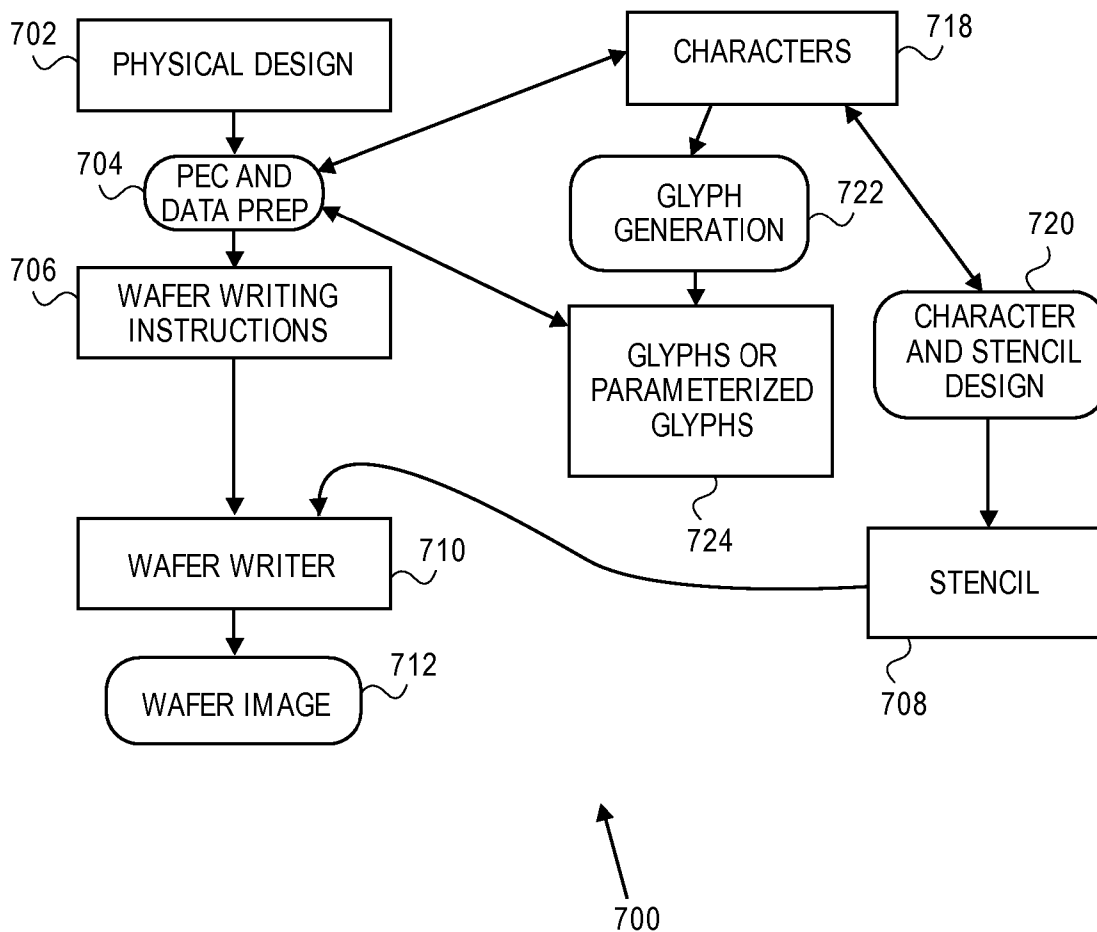 702
PHYSICAL DESIGN
CHARACTERS
718
704
PEC AND
DATA PREP
GLYPH
GENERATION
722
720
706
WAFER WRITING
INSTRUCTIONS
GLYPHS OR
PARAMETERIZED
GLYPHS
CHARACTER
AND STENCIL
DESIGN
724
WAFER WRITER
710
STENCIL
708
WAFER IMAGE
712
700